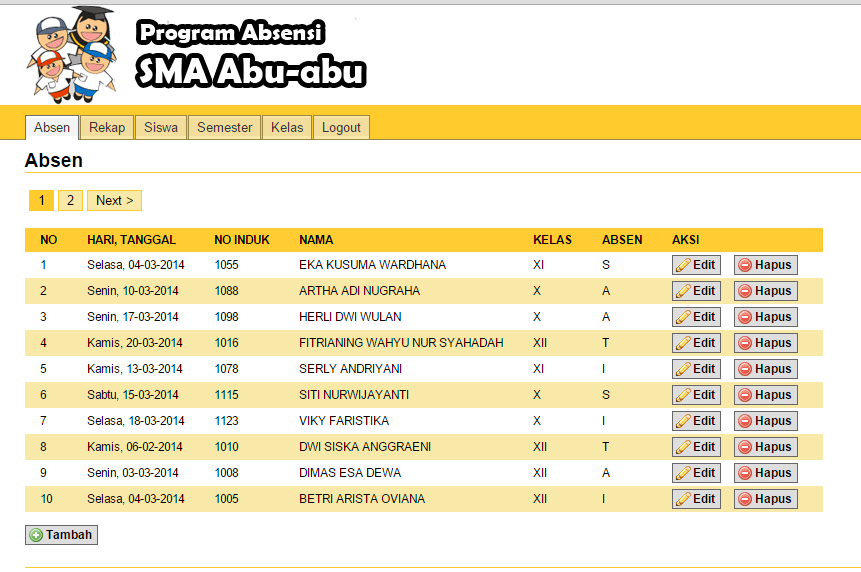 Program Absensi
SMA Abu-abu
Absen Rekap Siswa Semester Kelas Logout
Absen
1 2 Next >
NO HARI, TANGGAL NO INDUK NAMA KELAS ABSEN AKSI
1 Selasa, 04-03-2014 1055 EKA KUSUMA WARDHANA XI S Edit Hapus
2 Senin, 10-03-2014 1088 ARTHA ADI NUGRAHA X A Edit Hapus
3 Senin, 17-03-2014 1098 HERLI DWI WULAN X A Edit Hapus
4 Kamis, 20-03-2014 1016 FITRIANING WAHYU NUR SYAHADAH XII T Edit Hapus
5 Kamis, 13-03-2014 1078 SERLY ANDRIYANI XI I Edit Hapus
6 Sabtu, 15-03-2014 1115 SITI NURWIJAYANTI X S Edit Hapus
7 Selasa, 18-03-2014 1123 VIKY FARISTIKA X I Edit Hapus
8 Kamis, 06-02-2014 1010 DWI SISKA ANGGRAENI XII T Edit Hapus
9 Senin, 03-03-2014 1008 DIMAS ESA DEWA XII A Edit Hapus
10 Selasa, 04-03-2014 1005 BETRI ARISTA OVIANA XII I Edit Hapus
Tambah